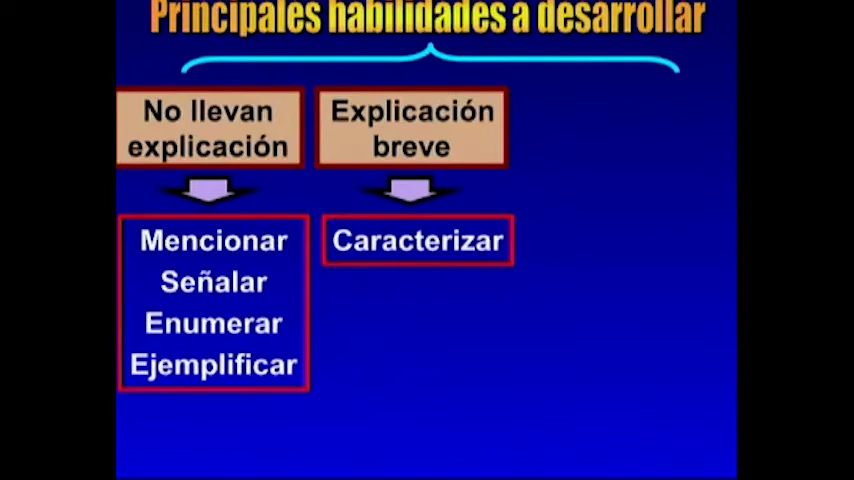 Principales habilidades a desarrollar
No llevan
explicación
Explicación
breve
Mencionar
Señalar
Enumerar
Ejemplificar
Caracterizar